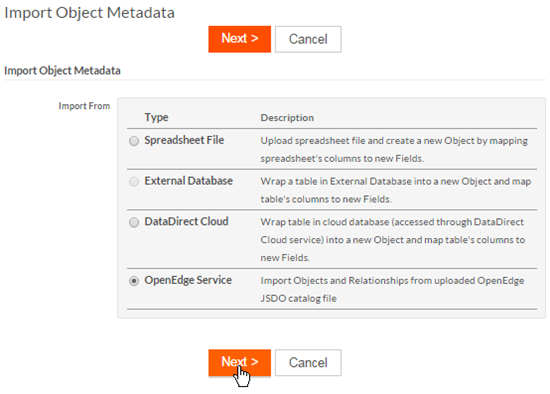 Import Object Metadata
Next > Cancel
Import Object Metadata
Import From
Type Description
Spreadsheet File Upload spreadsheet file and create a new Object by mapping
spreadsheet's columns to new Fields.
External Database Wrap a table in External Database into a new Object and map
table's columns to new Fields.
DataDirect Cloud Wrap table in cloud database (accessed through DataDirect
Cloud service) into a new Object and map table's columns to
new Fields.
OpenEdge Service Import Objects and Relationships from uploaded OpenEdge
JSDO catalog file
Next > Cancel